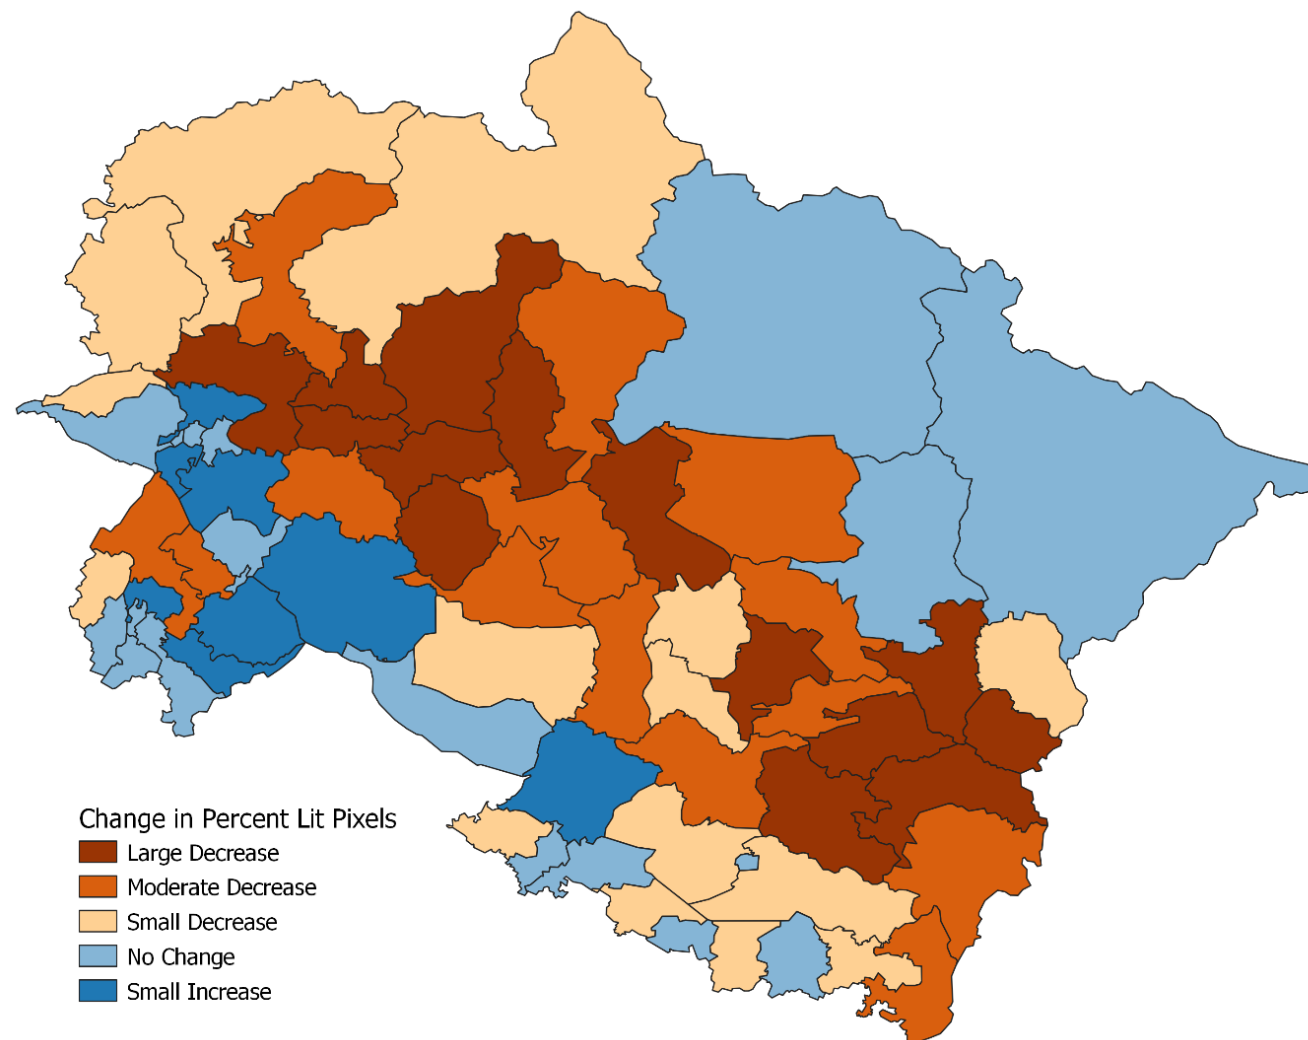 Change in Percent Lit Pixels
Large Decrease
Moderate Decrease
Small Decrease
No Change
Small Increase